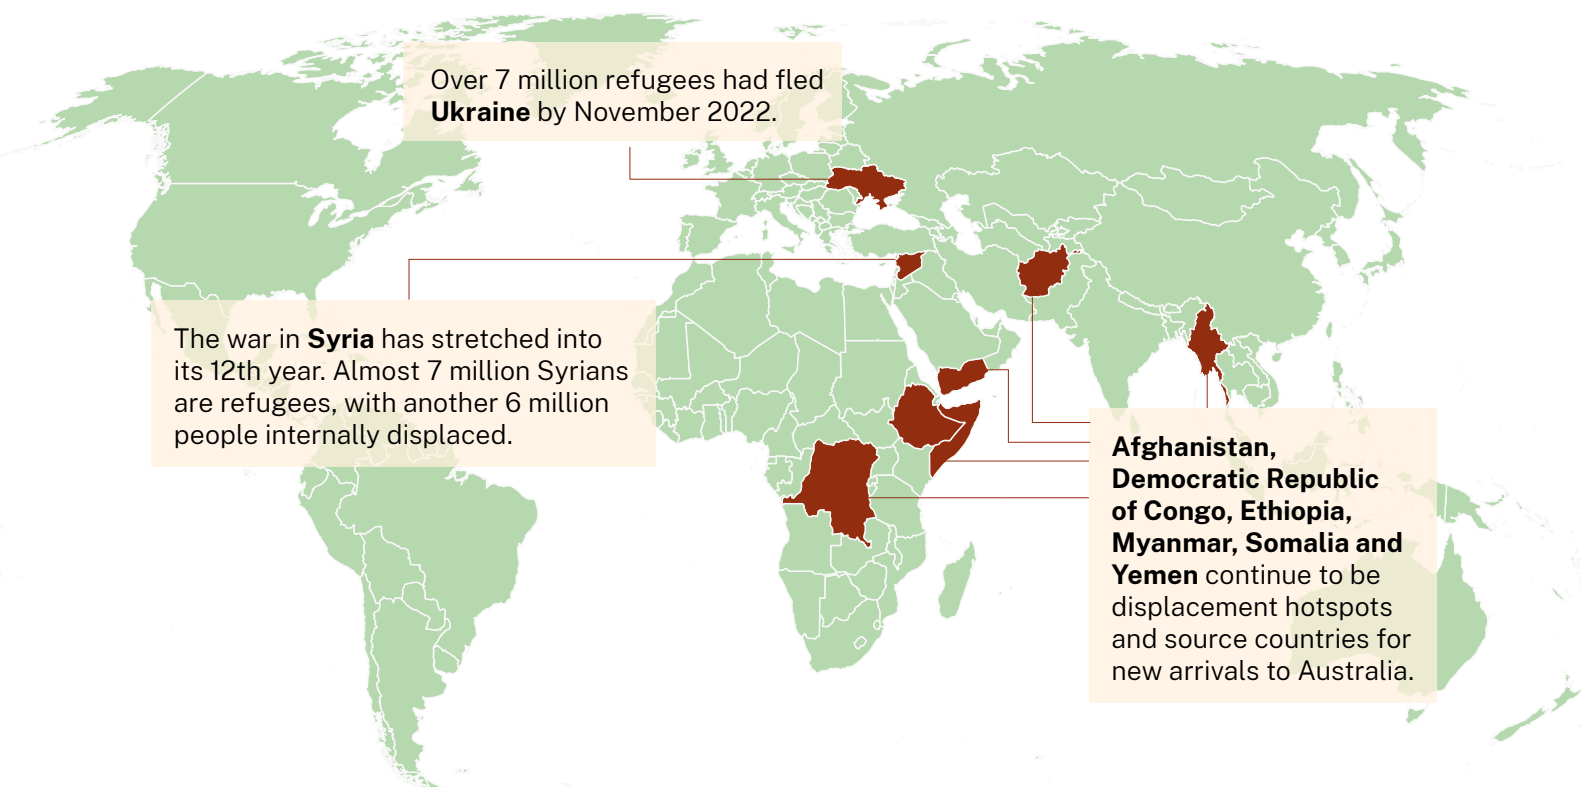 Over 7 million refugees had fled
Ukraine by November 2022.
The war in Syria has stretched into
its 12th year. Almost 7 million Syrians
are refugees, with another 6 million
people internally displaced.
Afghanistan,
Democratic Republic
of Congo, Ethiopia,
Myanmar, Somalia and
Yemen continue to be
displacement hotspots
and source countries for
new arrivals to Australia.